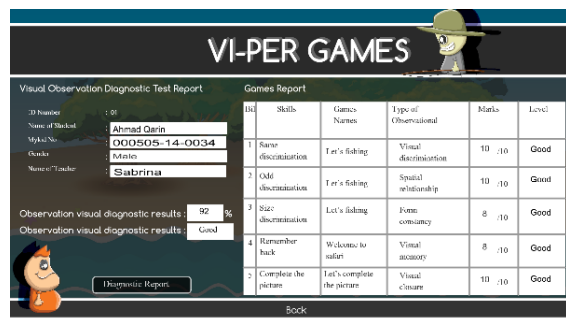 VI-PER GAMES
Visual Observation Diagnostic Test Report
ID Number : 01
Name of Student : Ahmad Qarin
Mykid No : 000505-14-0034
Gender : Male
Name of Teacher : Sabrina
Observation visual diagnostic results : 92 %
Observation visual diagnostic results : Good
Diagnostic Report
Games Report
Bil Skills Games Names Type of Observational Marks Level
1 Same discrimination Let's fishing Visual discrimination 10 /10 Good
2 Odd discrimination Let's fishing Spatial relationship 10 /10 Good
3 Size discrimination Let's fishing Form constancy 8 /10 Good
4 Remember back Welcome to safari Visual memory 8 /10 Good
5 Complete the picture Let's complete the picture Visual closure 10 /10 Good
Back